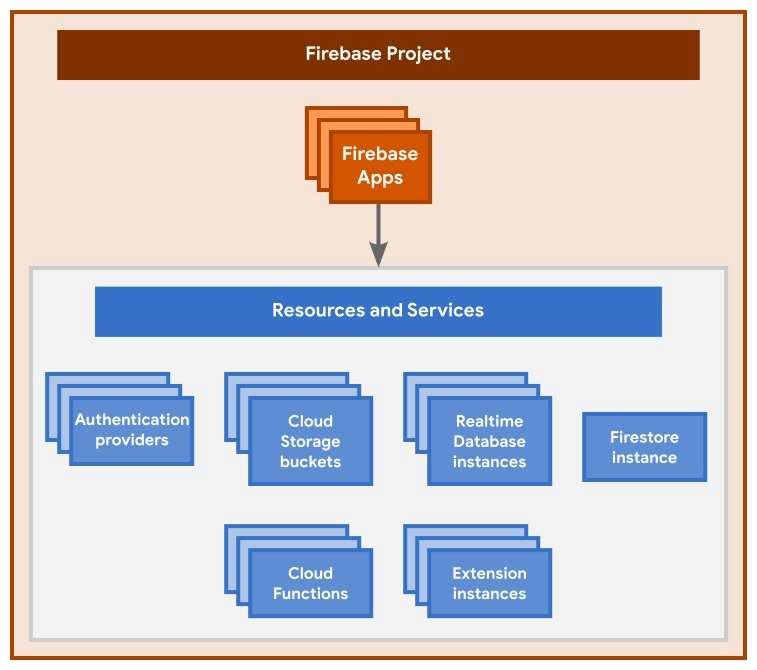 Firebase Project
Firebase
Apps
Resources and Services
Authentication
providers
Cloud
Storage
buckets
Realtime
Database
instances
Firestore
instance
Cloud
Functions
Extension
instances